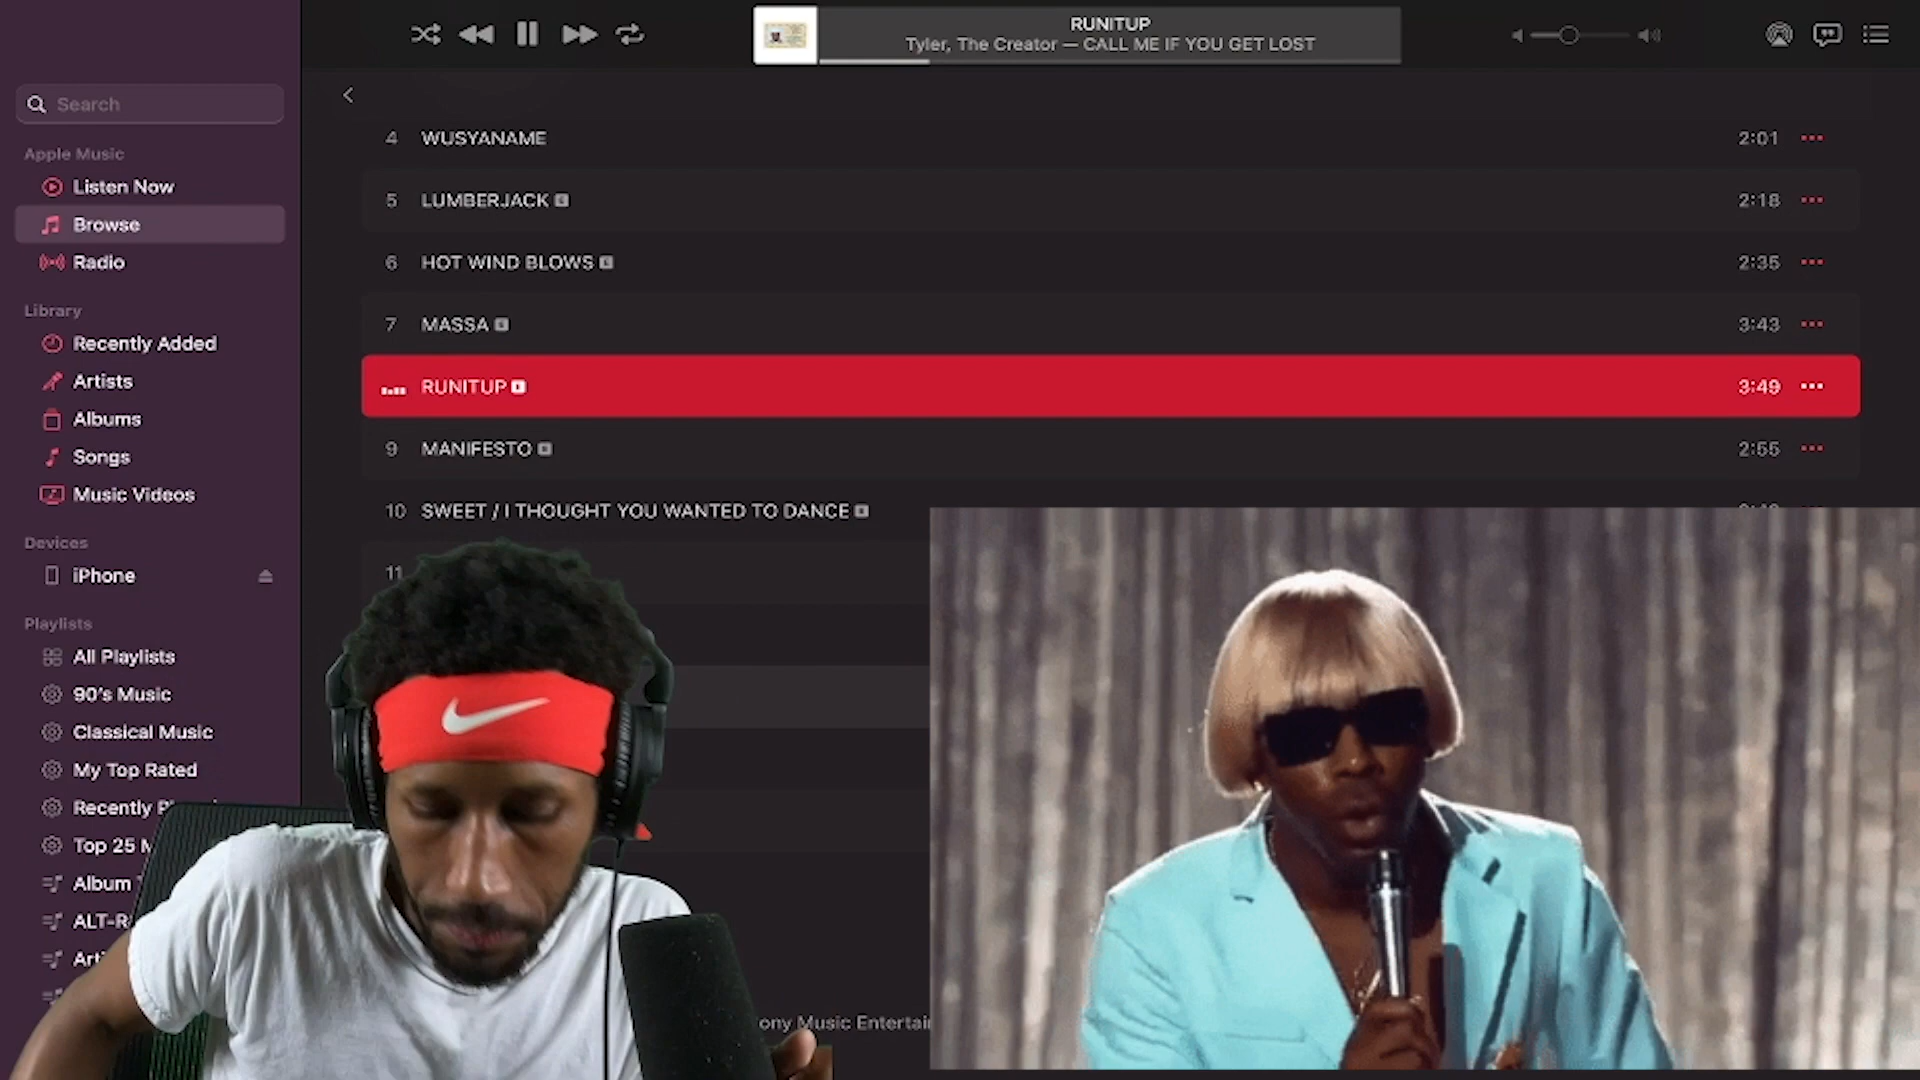 RUNITUP
Tyler, The Creator — CALL ME IF YOU GET LOST
Search
Apple Music
Listen Now
Browse
Radio
Library
Recently Added
Artists
Albums
Songs
Music Videos
Devices
iPhone
Playlists
All Playlists
90's Music
Classical Music
My Top Rated
Recently
Top 25
Album
ALT-R
4 WUSYANAME 2:01
5 LUMBERJACK E 2:18
6 HOT WIND BLOWS E 2:35
7 MASSA E 3:43
RUNITUP E 3:49
9 MANIFESTO E 2:55
10 SWEET / I THOUGHT YOU WANTED TO DANCE E
11
ony Music Entertai